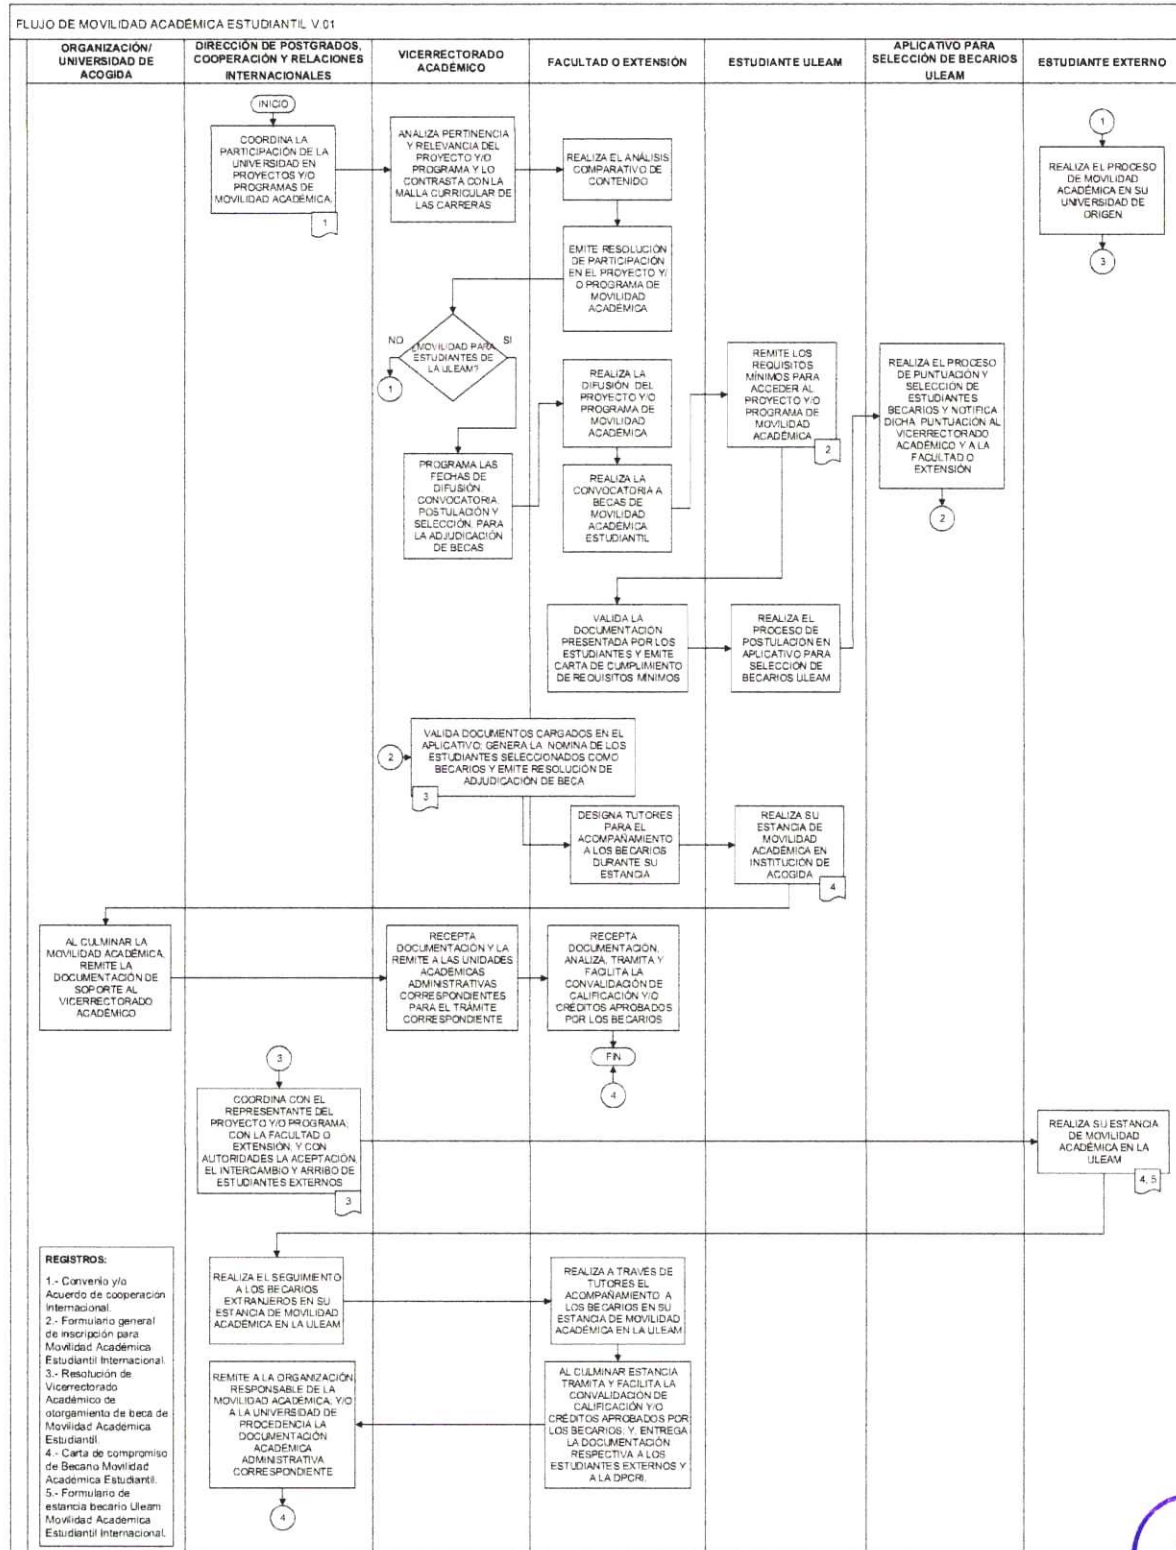 FLUJO DE MOVILIDAD ACADÉMICA ESTUDIANTIL V.01
ORGANIZACIÓN/
UNIVERSIDAD DE
ACOGIDA
DIRECCIÓN DE POSTGRADOS,
COOPERACIÓN Y RELACIONES
INTERNACIONALES
VICERRECTORADO
ACADÉMICO
FACULTAD O EXTENSIÓN
ESTUDIANTE ULEAM
APLICATIVO PARA
SELECCIÓN DE BECARIOS
ULEAM
ESTUDIANTE EXTERNO
INICIO
COORDINA LA
PARTICIPACIÓN DE LA
UNIVERSIDAD EN
PROYECTOS Y/O
PROGRAMAS DE
MOVILIDAD ACADÉMICA.
1
ANALIZA PERTINENCIA
Y RELEVANCIA DEL
PROYECTO Y/O
PROGRAMA Y LO
CONTRASTA CON LA
MALLA CURRICULAR DE
LAS CARRERAS
REALIZA EL ANÁLISIS
COMPARATIVO DE
CONTENIDO
1
REALIZA EL PROCESO
DE MOVILIDAD
ACADÉMICA EN SU
UNIVERSIDAD DE
ORIGEN
3
EMITE RESOLUCIÓN
DE PARTICIPACIÓN
EN EL PROYECTO Y/
O PROGRAMA DE
MOVILIDAD
ACADÉMICA
NO
¿MOVILIDAD PARA
ESTUDIANTES DE
LA ULEAM?
SI
1
REALIZA LA
DIFUSIÓN DEL
PROYECTO Y/O
PROGRAMA DE
MOVILIDAD
ACADÉMICA
REMITE LOS
REQUISITOS
MÍNIMOS PARA
ACCEDER AL
PROYECTO Y/O
PROGRAMA DE
MOVILIDAD
ACADÉMICA
2
REALIZA EL PROCESO
DE PUNTUACIÓN Y
SELECCIÓN DE
ESTUDIANTES
BECARIOS Y NOTIFICA
DICHA PUNTUACIÓN AL
VICERRECTORADO
ACADÉMICO Y A LA
FACULTAD O
EXTENSIÓN
2
PROGRAMA LAS
FECHAS DE
DIFUSIÓN,
CONVOCATORIA,
POSTULACIÓN Y
SELECCIÓN, PARA
LA ADJUDICACIÓN
DE BECAS
REALIZA LA
CONVOCATORIA A
BECAS DE
MOVILIDAD
ACADÉMICA
ESTUDIANTIL
VALIDA LA
DOCUMENTACIÓN
PRESENTADA POR LOS
ESTUDIANTES Y EMITE
CARTA DE CUMPLIMIENTO
DE REQUISITOS MÍNIMOS
REALIZA EL
PROCESO DE
POSTULACIÓN EN
APLICATIVO PARA
SELECCIÓN DE
BECARIOS ULEAM
2
VALIDA DOCUMENTOS CARGADOS EN EL
APLICATIVO; GENERA LA NOMINA DE LOS
ESTUDIANTES SELECCIONADOS COMO
BECARIOS Y EMITE RESOLUCIÓN DE
ADJUDICACIÓN DE BECA
3
DESIGNA TUTORES
PARA EL
ACOMPAÑAMIENTO
A LOS BECARIOS
DURANTE SU
ESTANCIA
REALIZA SU
ESTANCIA DE
MOVILIDAD
ACADÉMICA EN
INSTITUCIÓN DE
ACOGIDA
4
AL CULMINAR LA
MOVILIDAD ACADÉMICA,
REMITE LA
DOCUMENTACIÓN DE
SOPORTE AL
VICERRECTORADO
ACADÉMICO
RECEPTA
DOCUMENTACIÓN Y LA
REMITE A LAS UNIDADES
ACADÉMICAS
ADMINISTRATIVAS
CORRESPONDIENTES
PARA EL TRÁMITE
CORRESPONDIENTE
RECEPTA
DOCUMENTACIÓN,
ANALIZA, TRAMITA Y
FACILITA LA
CONVALIDACIÓN DE
CALIFICACIÓN Y/O
CRÉDITOS APROBADOS
POR LOS BECARIOS
FIN
4
3
COORDINA CON EL
REPRESENTANTE DEL
PROYECTO Y/O PROGRAMA;
CON LA FACULTAD O
EXTENSIÓN; Y CON
AUTORIDADES LA ACEPTACIÓN,
EL INTERCAMBIO Y ARRIBO DE
ESTUDIANTES EXTERNOS
3
REALIZA SU ESTANCIA
DE MOVILIDAD
ACADÉMICA EN LA
ULEAM
4, 5
REGISTROS:
1.- Convenio y/o
Acuerdo de cooperación
Internacional.
2.- Formulario general
de inscripción para
Movilidad Académica
Estudiantil Internacional.
3.- Resolución de
Vicerrectorado
Académico de
otorgamiento de beca de
Movilidad Académica
Estudiantil.
4.- Carta de compromiso
de Becario Movilidad
Académica Estudiantil.
5.- Formulario de
estancia becario Uleam
Movilidad Académica
Estudiantil Internacional.
REALIZA EL SEGUIMIENTO
A LOS BECARIOS
EXTRANJEROS EN SU
ESTANCIA DE MOVILIDAD
ACADÉMICA EN LA ULEAM
REALIZA A TRAVÉS DE
TUTORES EL
ACOMPAÑAMIENTO A
LOS BECARIOS EN SU
ESTANCIA DE MOVILIDAD
ACADÉMICA EN LA ULEAM
REMITE A LA ORGANIZACIÓN
RESPONSABLE DE LA
MOVILIDAD ACADÉMICA; Y/O
A LA UNIVERSIDAD DE
PROCEDENCIA LA
DOCUMENTACIÓN
ACADÉMICA
ADMINISTRATIVA
CORRESPONDIENTE
4
AL CULMINAR ESTANCIA
TRAMITA Y FACILITA LA
CONVALIDACIÓN DE
CALIFICACIÓN Y/O
CRÉDITOS APROBADOS POR
LOS BECARIOS; Y, ENTREGA
LA DOCUMENTACIÓN
RESPECTIVA A LOS
ESTUDIANTES EXTERNOS Y
A LA DPCRI.